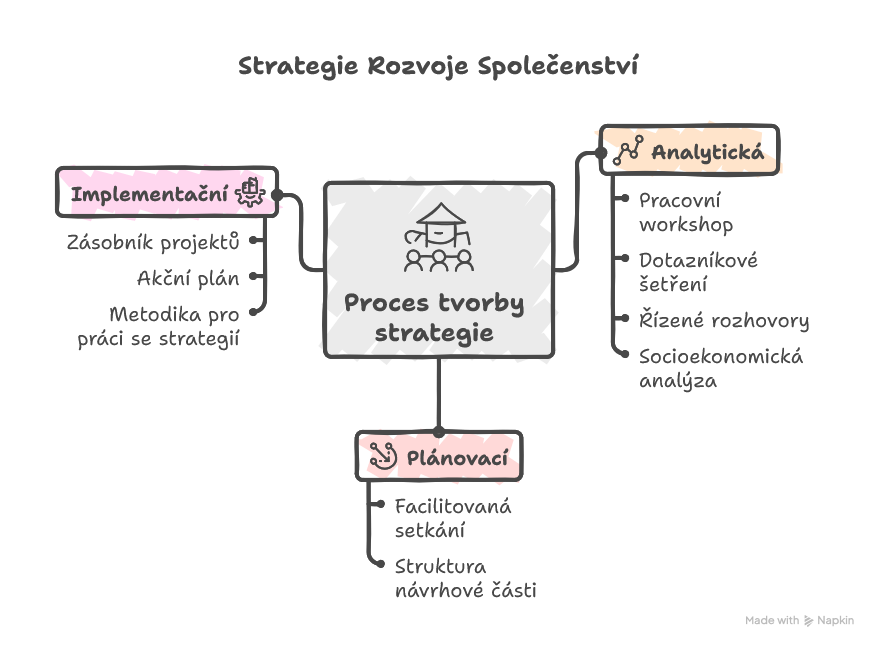 Strategie Rozvoje Společenství
Analytická
Pracovní
workshop
Dotazníkové
šetření
Řízené rozhovory
Socioekonomická
analýza
Implementační
Zásobník projektů
Akční plán
Metodika pro
práci se strategií
Proces tvorby
strategie
Plánovací
Facilitovaná
setkání
Struktura
návrhové části
Made with Napkin